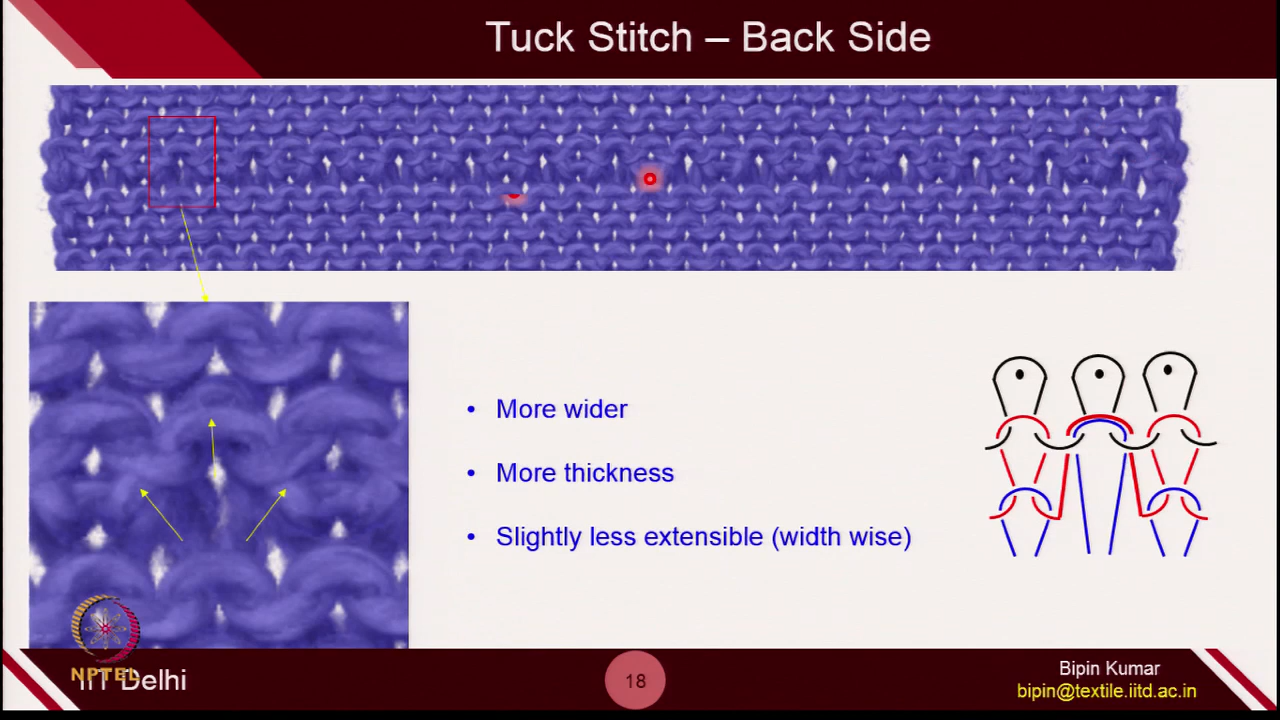 Tuck Stitch – Back Side
• More wider
• More thickness
• Slightly less extensible (width wise)
NPTEL
IIT Delhi
18
Bipin Kumar
bipin@textile.iitd.ac.in